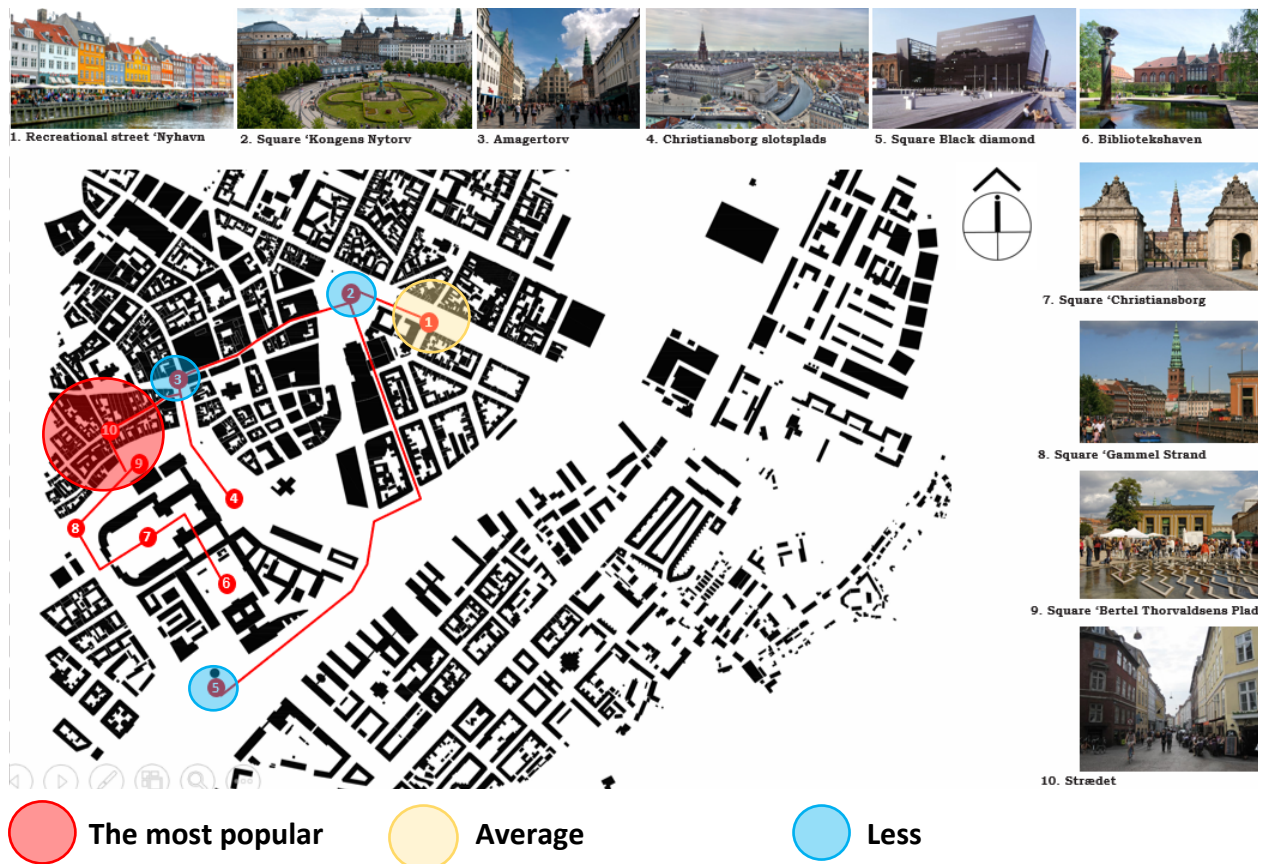 1. Recreational street ‘Nyhavn
2. Square ‘Kongens Nytorv
3. Amagertorv
4. Christiansborg slotsplads
5. Square Black diamond
6. Bibliotekshaven
7. Square ‘Christiansborg
8. Square ‘Gammel Strand
9. Square ‘Bertel Thorvaldsens Plad
10. Strædet
2
1
3
10
9
4
8
7
6
5
The most popular
Average
Less